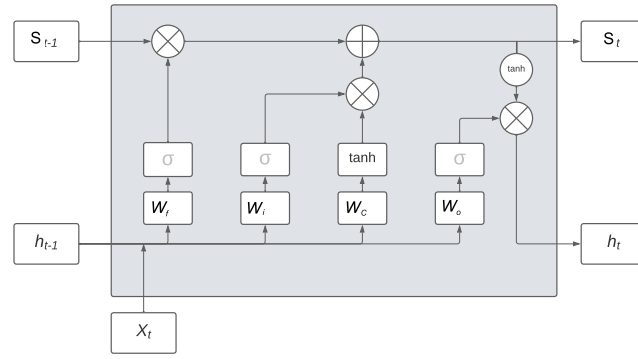 S t-1
S t
tanh
σ
σ
tanh
σ
W f
W i
W C
W o
h t-1
h t
X t